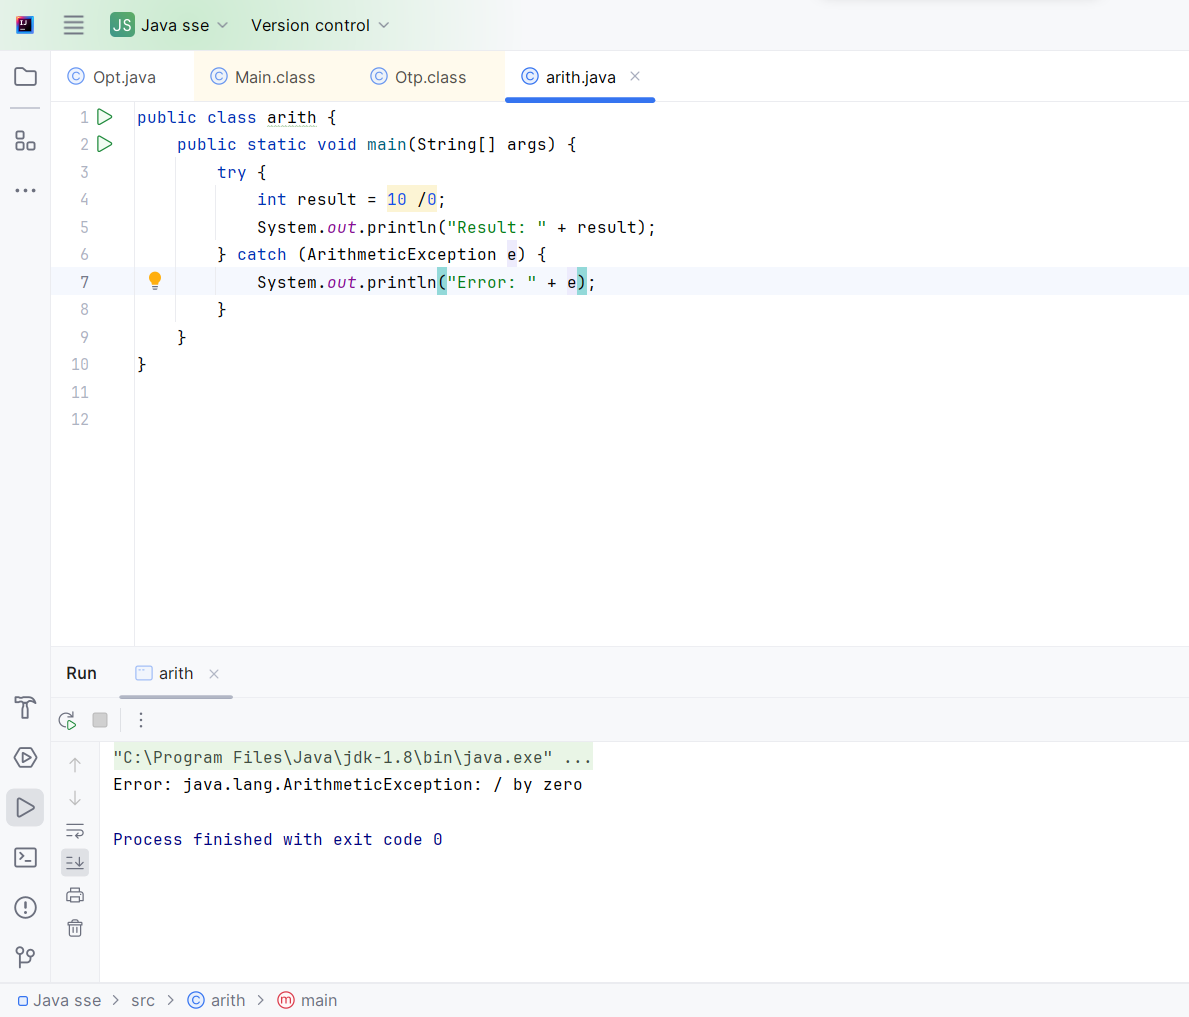 JS Java sse Version control
Opt.java Main.class Otp.class arith.java
1 public class arith {
2 public static void main(String[] args) {
3 try {
4 int result = 10 /0;
5 System.out.println("Result: " + result);
6 } catch (ArithmeticException e) {
7 System.out.println("Error: " + e);
8 }
9 }
10 }
11
12
Run arith
"C:\Program Files\Java\jdk-1.8\bin\java.exe" ...
Error: java.lang.ArithmeticException: / by zero
Process finished with exit code 0
Java sse > src > arith > main